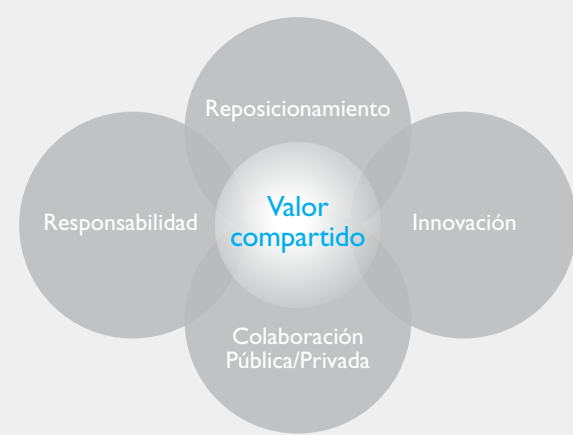 Reposicionamiento
Responsabilidad
Valor
compartido
Innovación
Colaboración
Pública/Privada